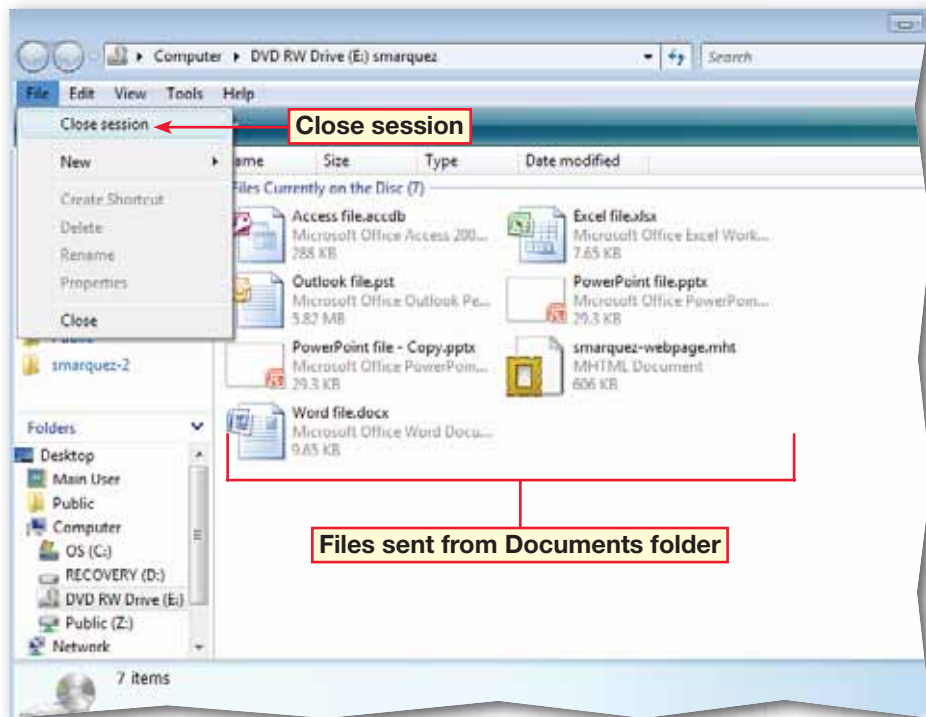 Computer ▸ DVD RW Drive (E:) smarquez
Search
File Edit View Tools Help
Close session
Close session
New
Create Shortcut
Delete
Rename
Properties
Close
ame Size Type Date modified
Files Currently on the Disc (7)
Access file.accdb
Microsoft Office Access 200...
288 KB
Excel file.xlsx
Microsoft Office Excel Work...
7.65 KB
Outlook file.pst
Microsoft Office Outlook Pe...
5.82 MB
PowerPoint file.pptx
Microsoft Office PowerPoin...
29.3 KB
PowerPoint file - Copy.pptx
Microsoft Office PowerPoin...
29.3 KB
smarquez-webpage.mht
MHTML Document
606 KB
Word file.docx
Microsoft Office Word Docu...
9.65 KB
Public
smarquez-2
Folders
Desktop
Main User
Public
Computer
OS (C:)
RECOVERY (D:)
DVD RW Drive (E:)
Public (Z:)
Network
Files sent from Documents folder
7 items